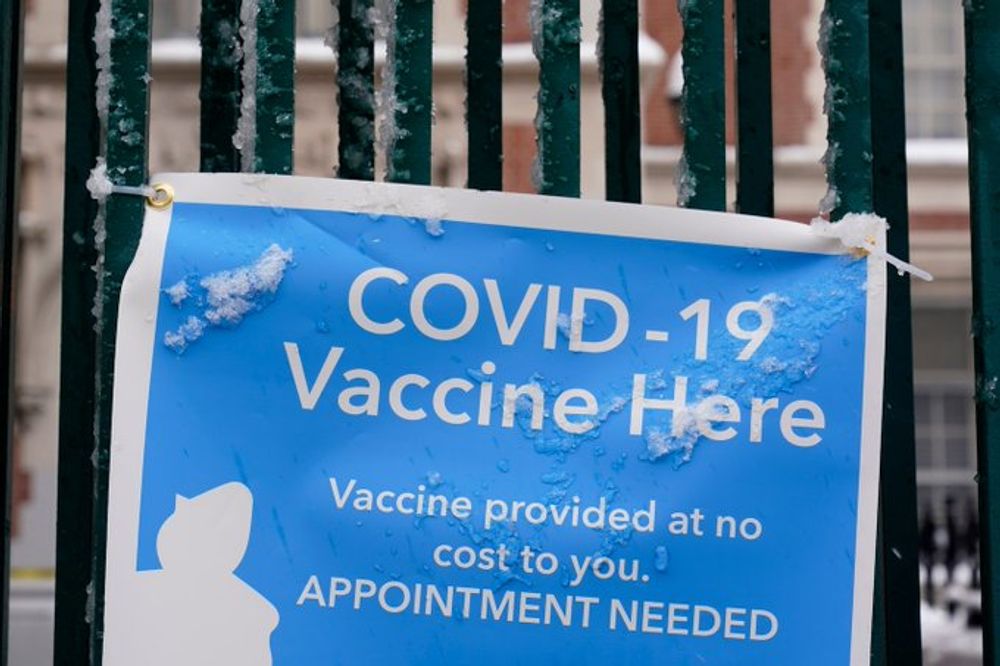 COVID-19
Vaccine Here
Vaccine provided at no
cost to you.
APPOINTMENT NEEDED